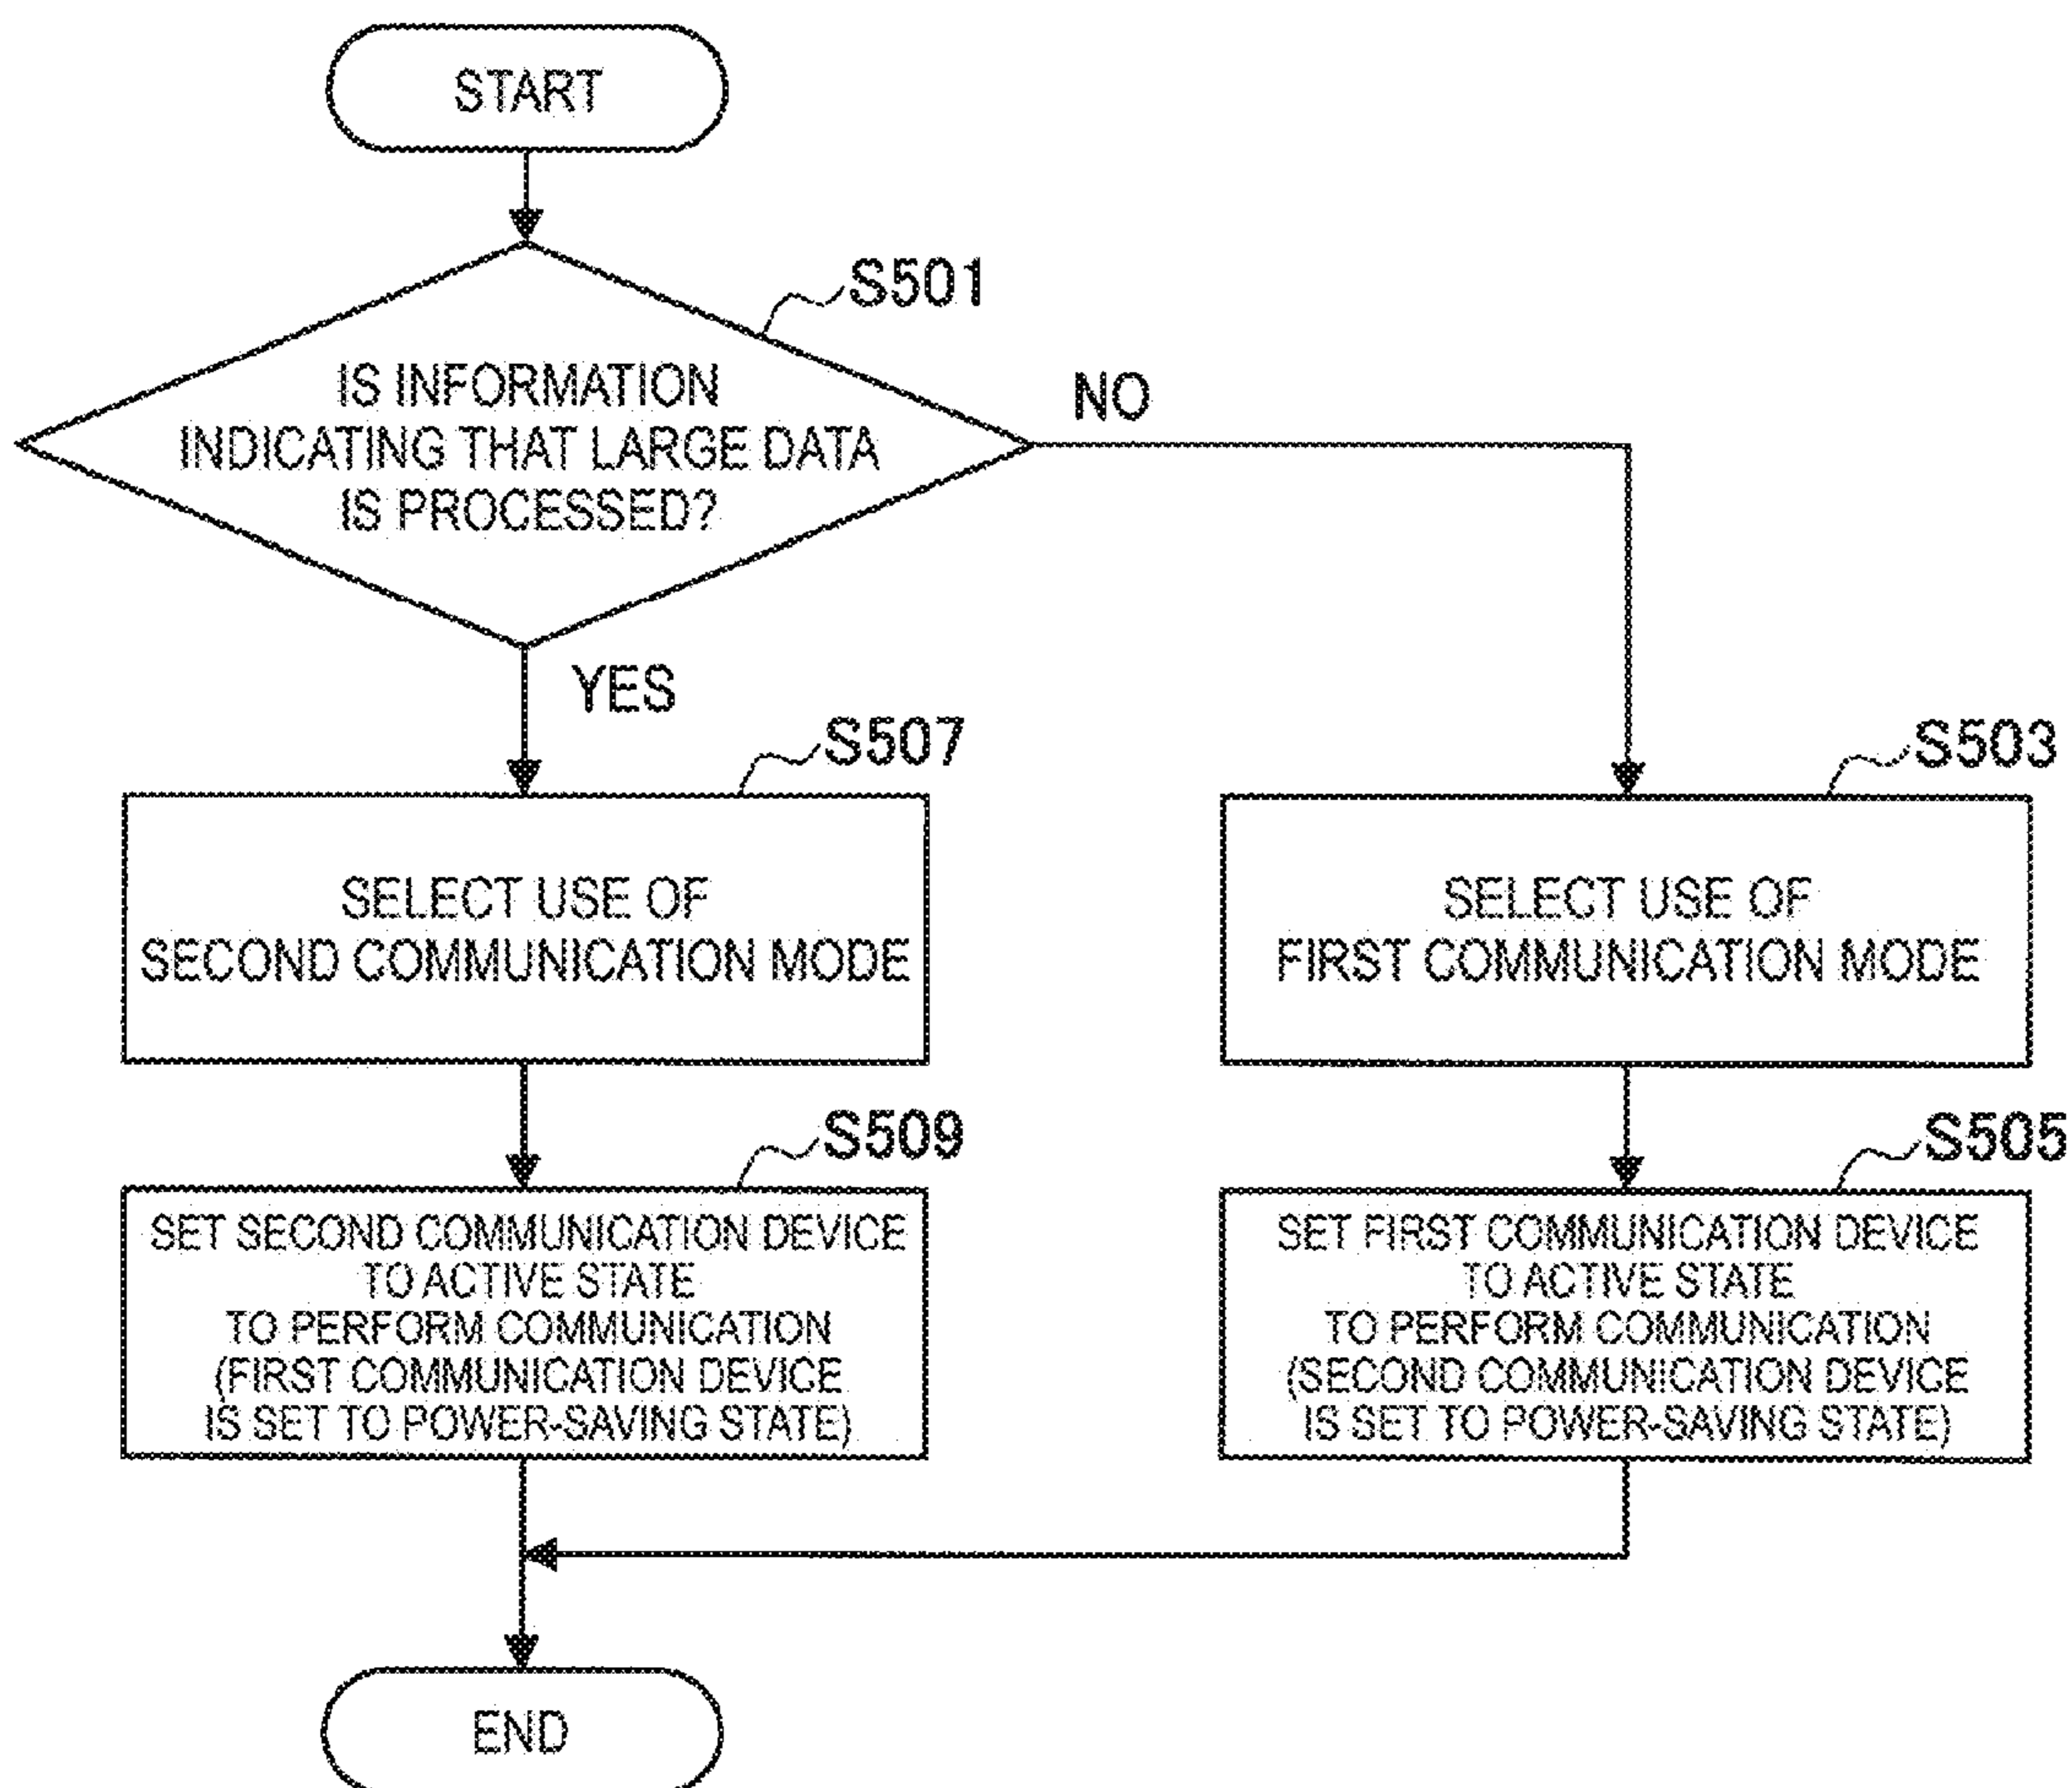 START
S501
IS INFORMATION
INDICATING THAT LARGE DATA
IS PROCESSED?
NO
YES
S507
SELECT USE OF
SECOND COMMUNICATION MODE
S503
SELECT USE OF
FIRST COMMUNICATION MODE
S509
SET SECOND COMMUNICATION DEVICE
TO ACTIVE STATE
TO PERFORM COMMUNICATION
(FIRST COMMUNICATION DEVICE
IS SET TO POWER-SAVING STATE)
S505
SET FIRST COMMUNICATION DEVICE
TO ACTIVE STATE
TO PERFORM COMMUNICATION
(SECOND COMMUNICATION DEVICE
IS SET TO POWER-SAVING STATE)
END